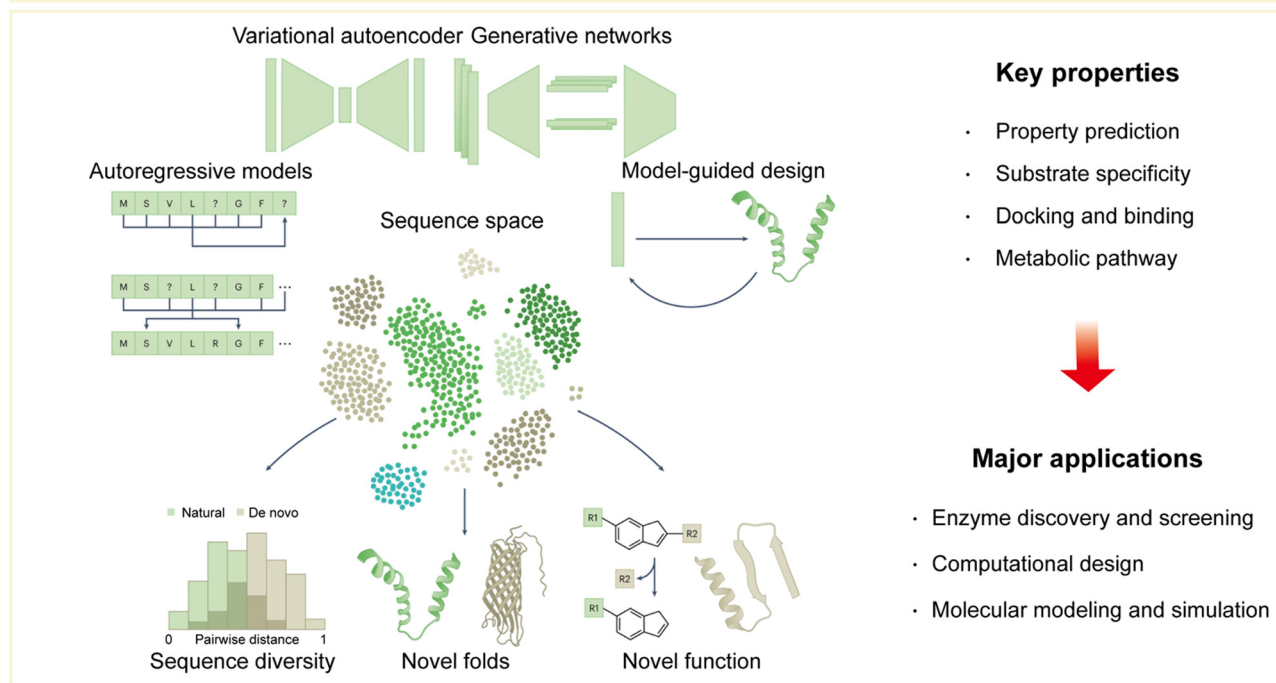 Variational autoencoder Generative networks
Autoregressive models
M S V L ? G F ?
M S ? L ? G F ...
M S V L R G F ...
Model-guided design
Sequence space
Natural De novo
0 Pairwise distance 1
Sequence diversity
Novel folds
R1
R2
R2
R1
Novel function
Key properties
· Property prediction
· Substrate specificity
· Docking and binding
· Metabolic pathway
Major applications
· Enzyme discovery and screening
· Computational design
· Molecular modeling and simulation